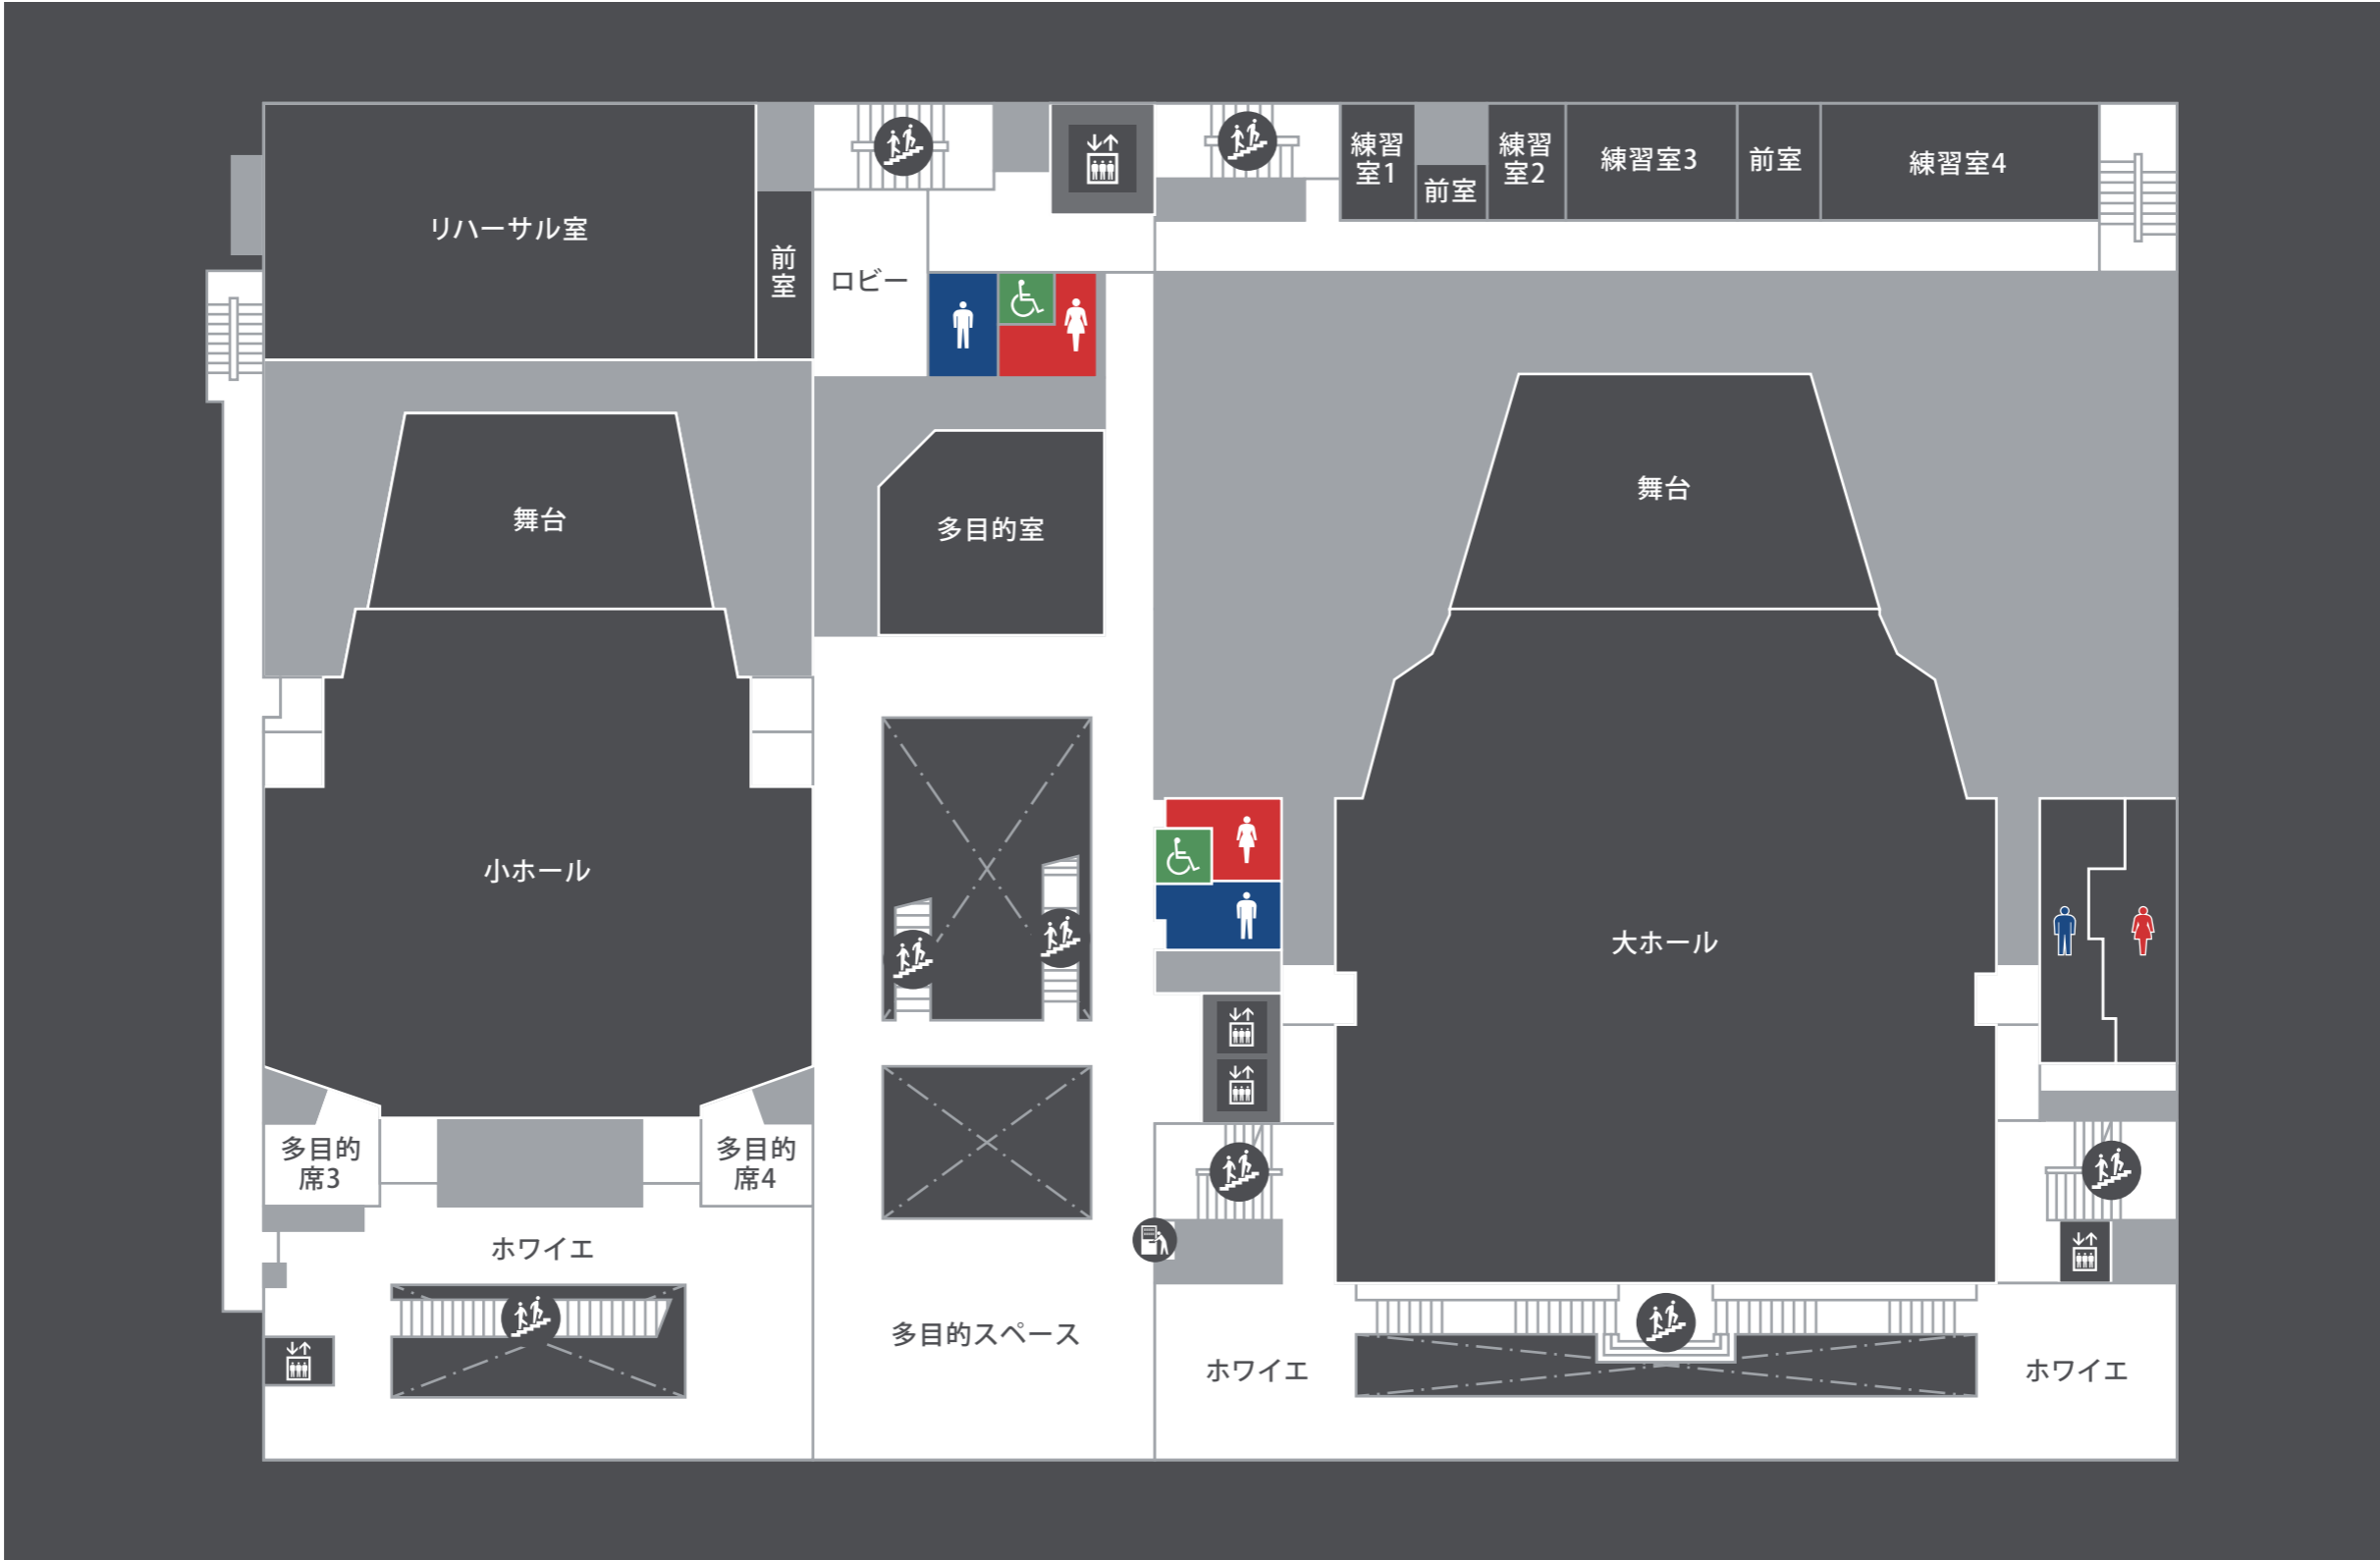 練習
室1
前室
練習
室2
練習室3
前室
練習室4
リハーサル室
前
室
ロビー
舞台
多目的室
舞台
小ホール
大ホール
多目的
席3
多目的
席4
ホワイエ
多目的スペース
ホワイエ
ホワイエ